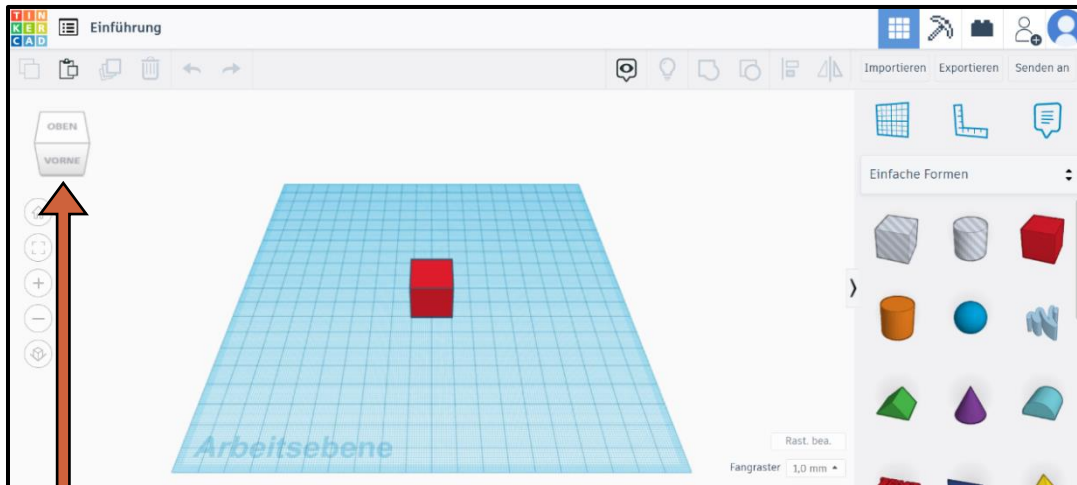 TIN
KER
CAD
Einführung
Importieren Exportieren Senden an
OBEN
VORNE
Einfache Formen
Arbeitsebene
Rast. bea.
Fangraster 1,0 mm